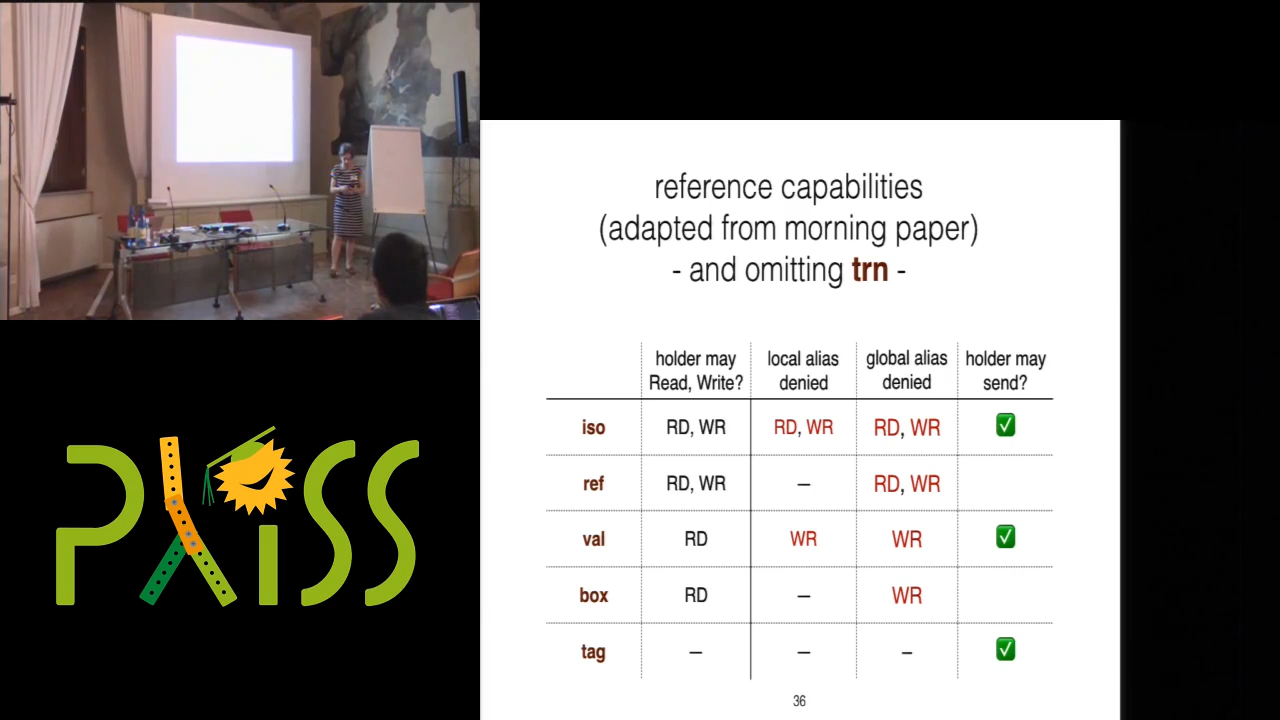 reference capabilities
(adapted from morning paper)
- and omitting trn -
holder may Read, Write? local alias denied global alias denied holder may send?
iso RD, WR RD, WR RD, WR ✅
ref RD, WR – RD, WR
val RD WR WR ✅
box RD – WR
tag – – – ✅
36
PLISS